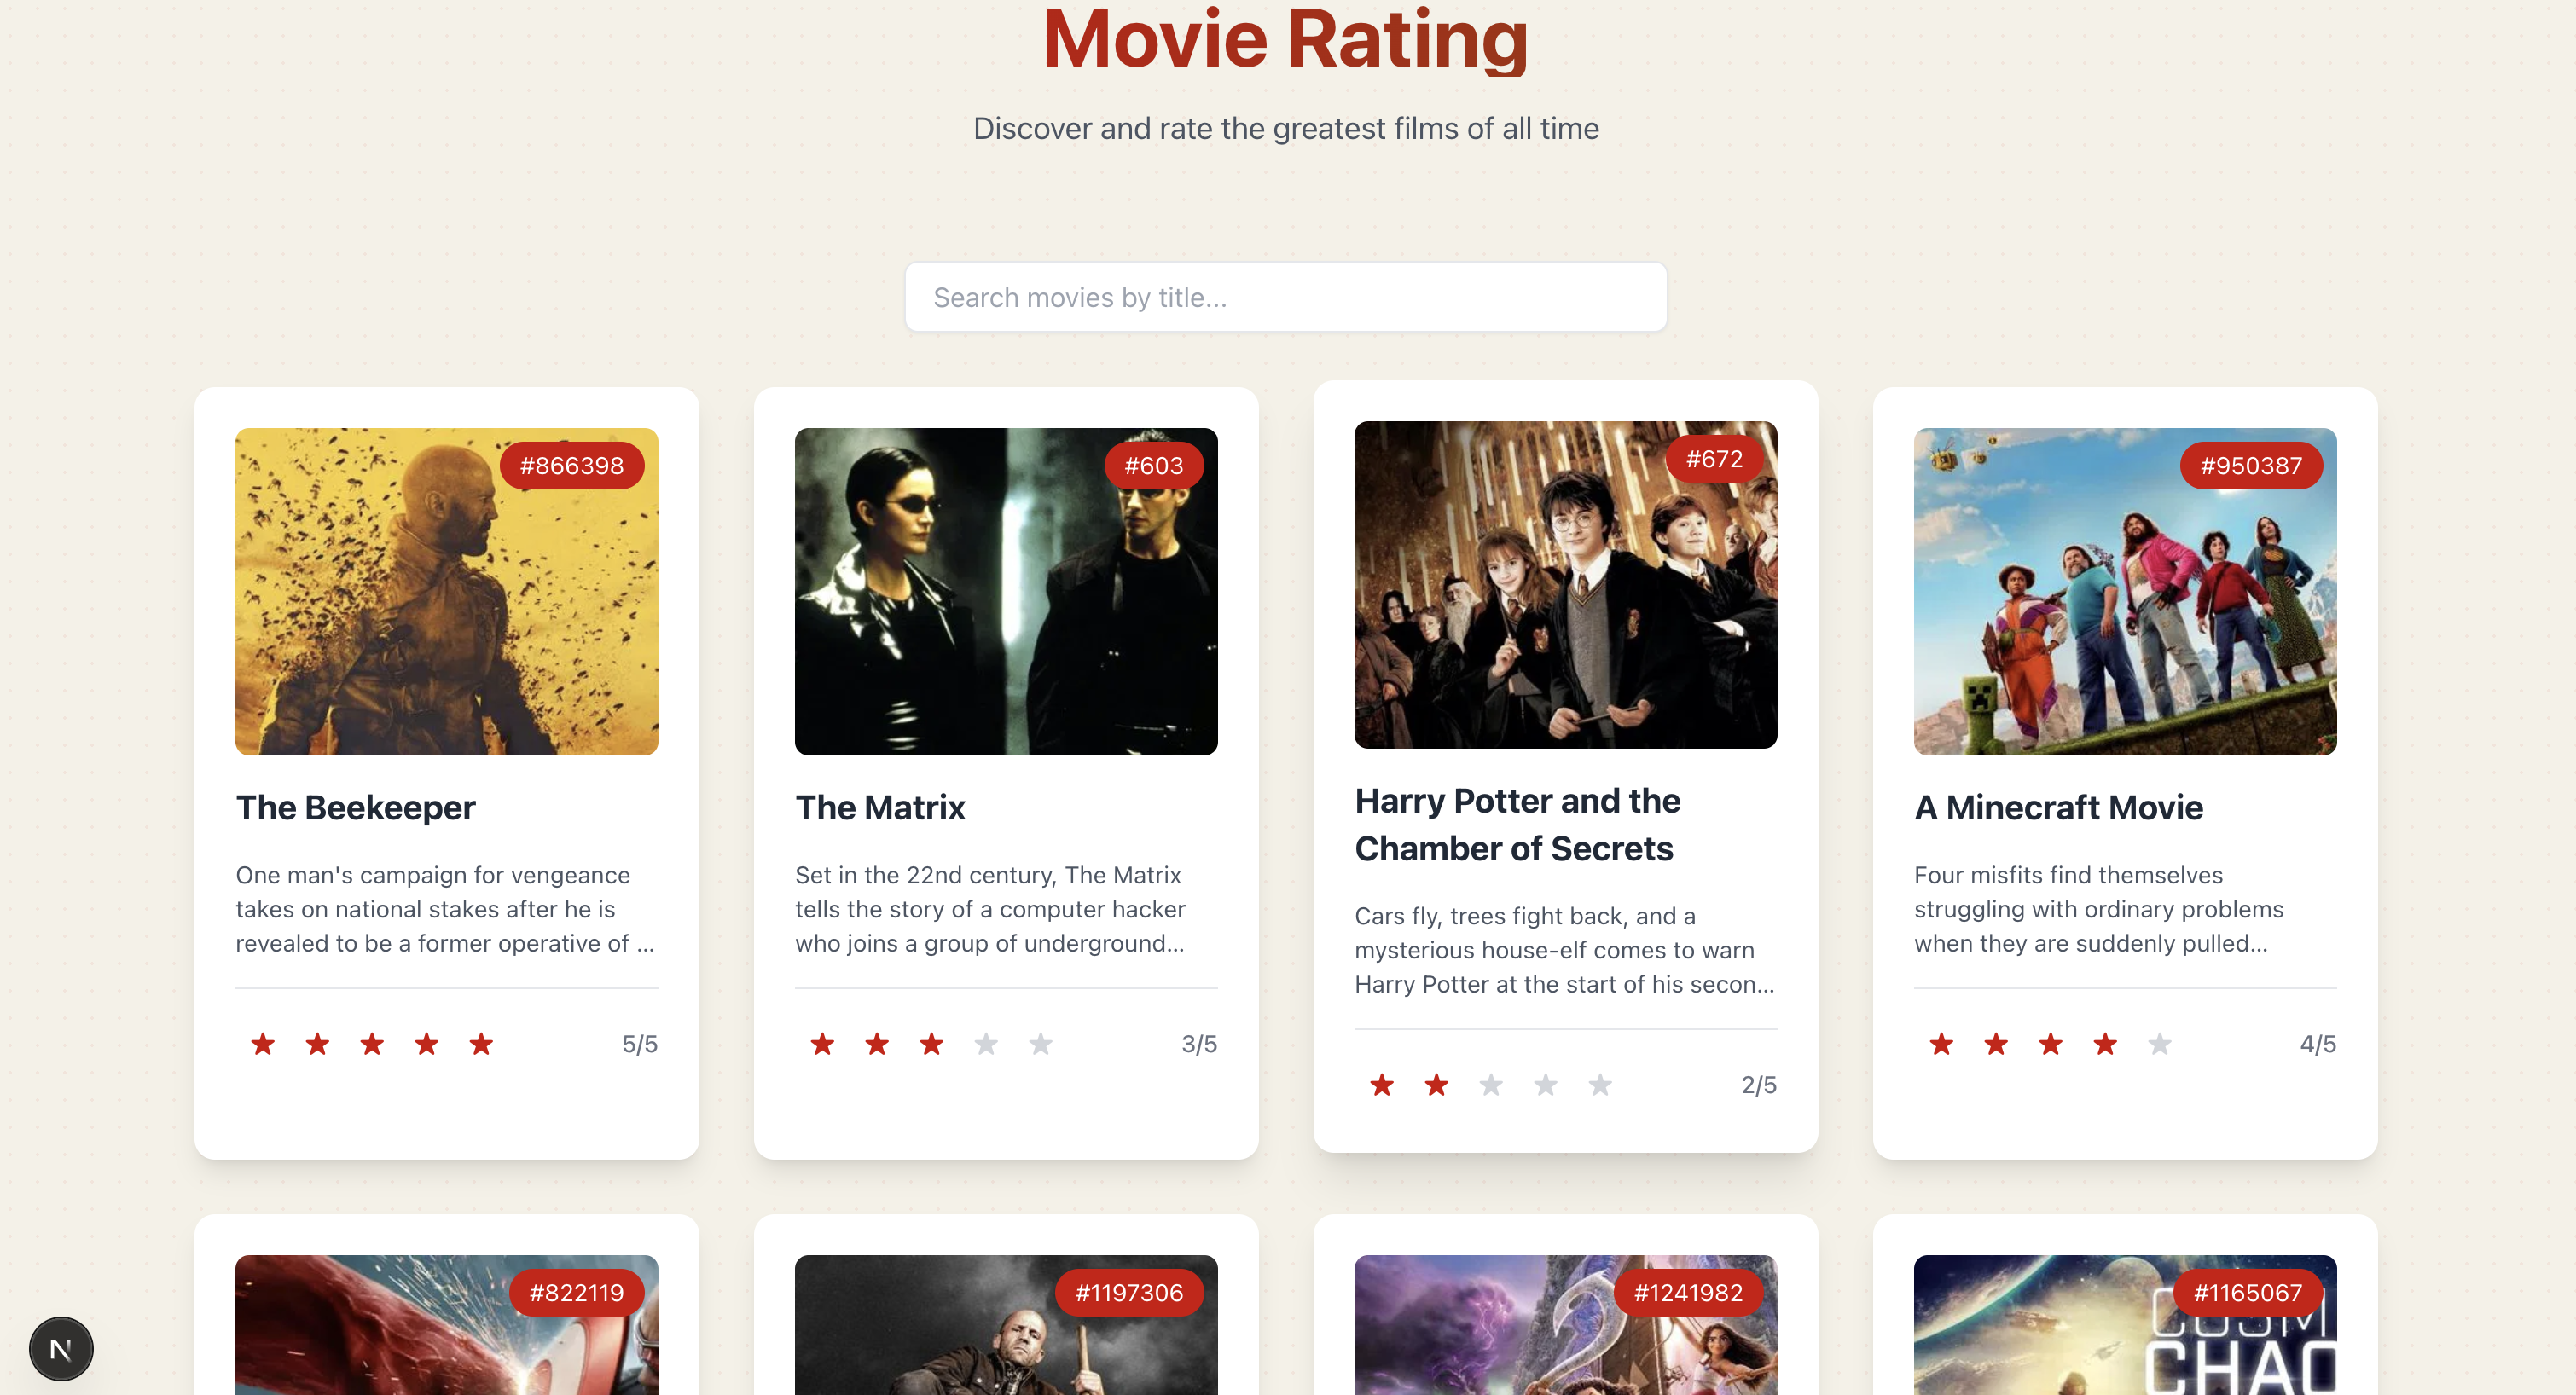 Movie Rating
Discover and rate the greatest films of all time
Search movies by title...
#866398
The Beekeeper
One man's campaign for vengeance
takes on national stakes after he is
revealed to be a former operative of ...
5/5
#603
The Matrix
Set in the 22nd century, The Matrix
tells the story of a computer hacker
who joins a group of underground...
3/5
#672
Harry Potter and the
Chamber of Secrets
Cars fly, trees fight back, and a
mysterious house-elf comes to warn
Harry Potter at the start of his secon...
2/5
#950387
A Minecraft Movie
Four misfits find themselves
struggling with ordinary problems
when they are suddenly pulled...
4/5
#822119
#1197306
#1241982
#1165067
N